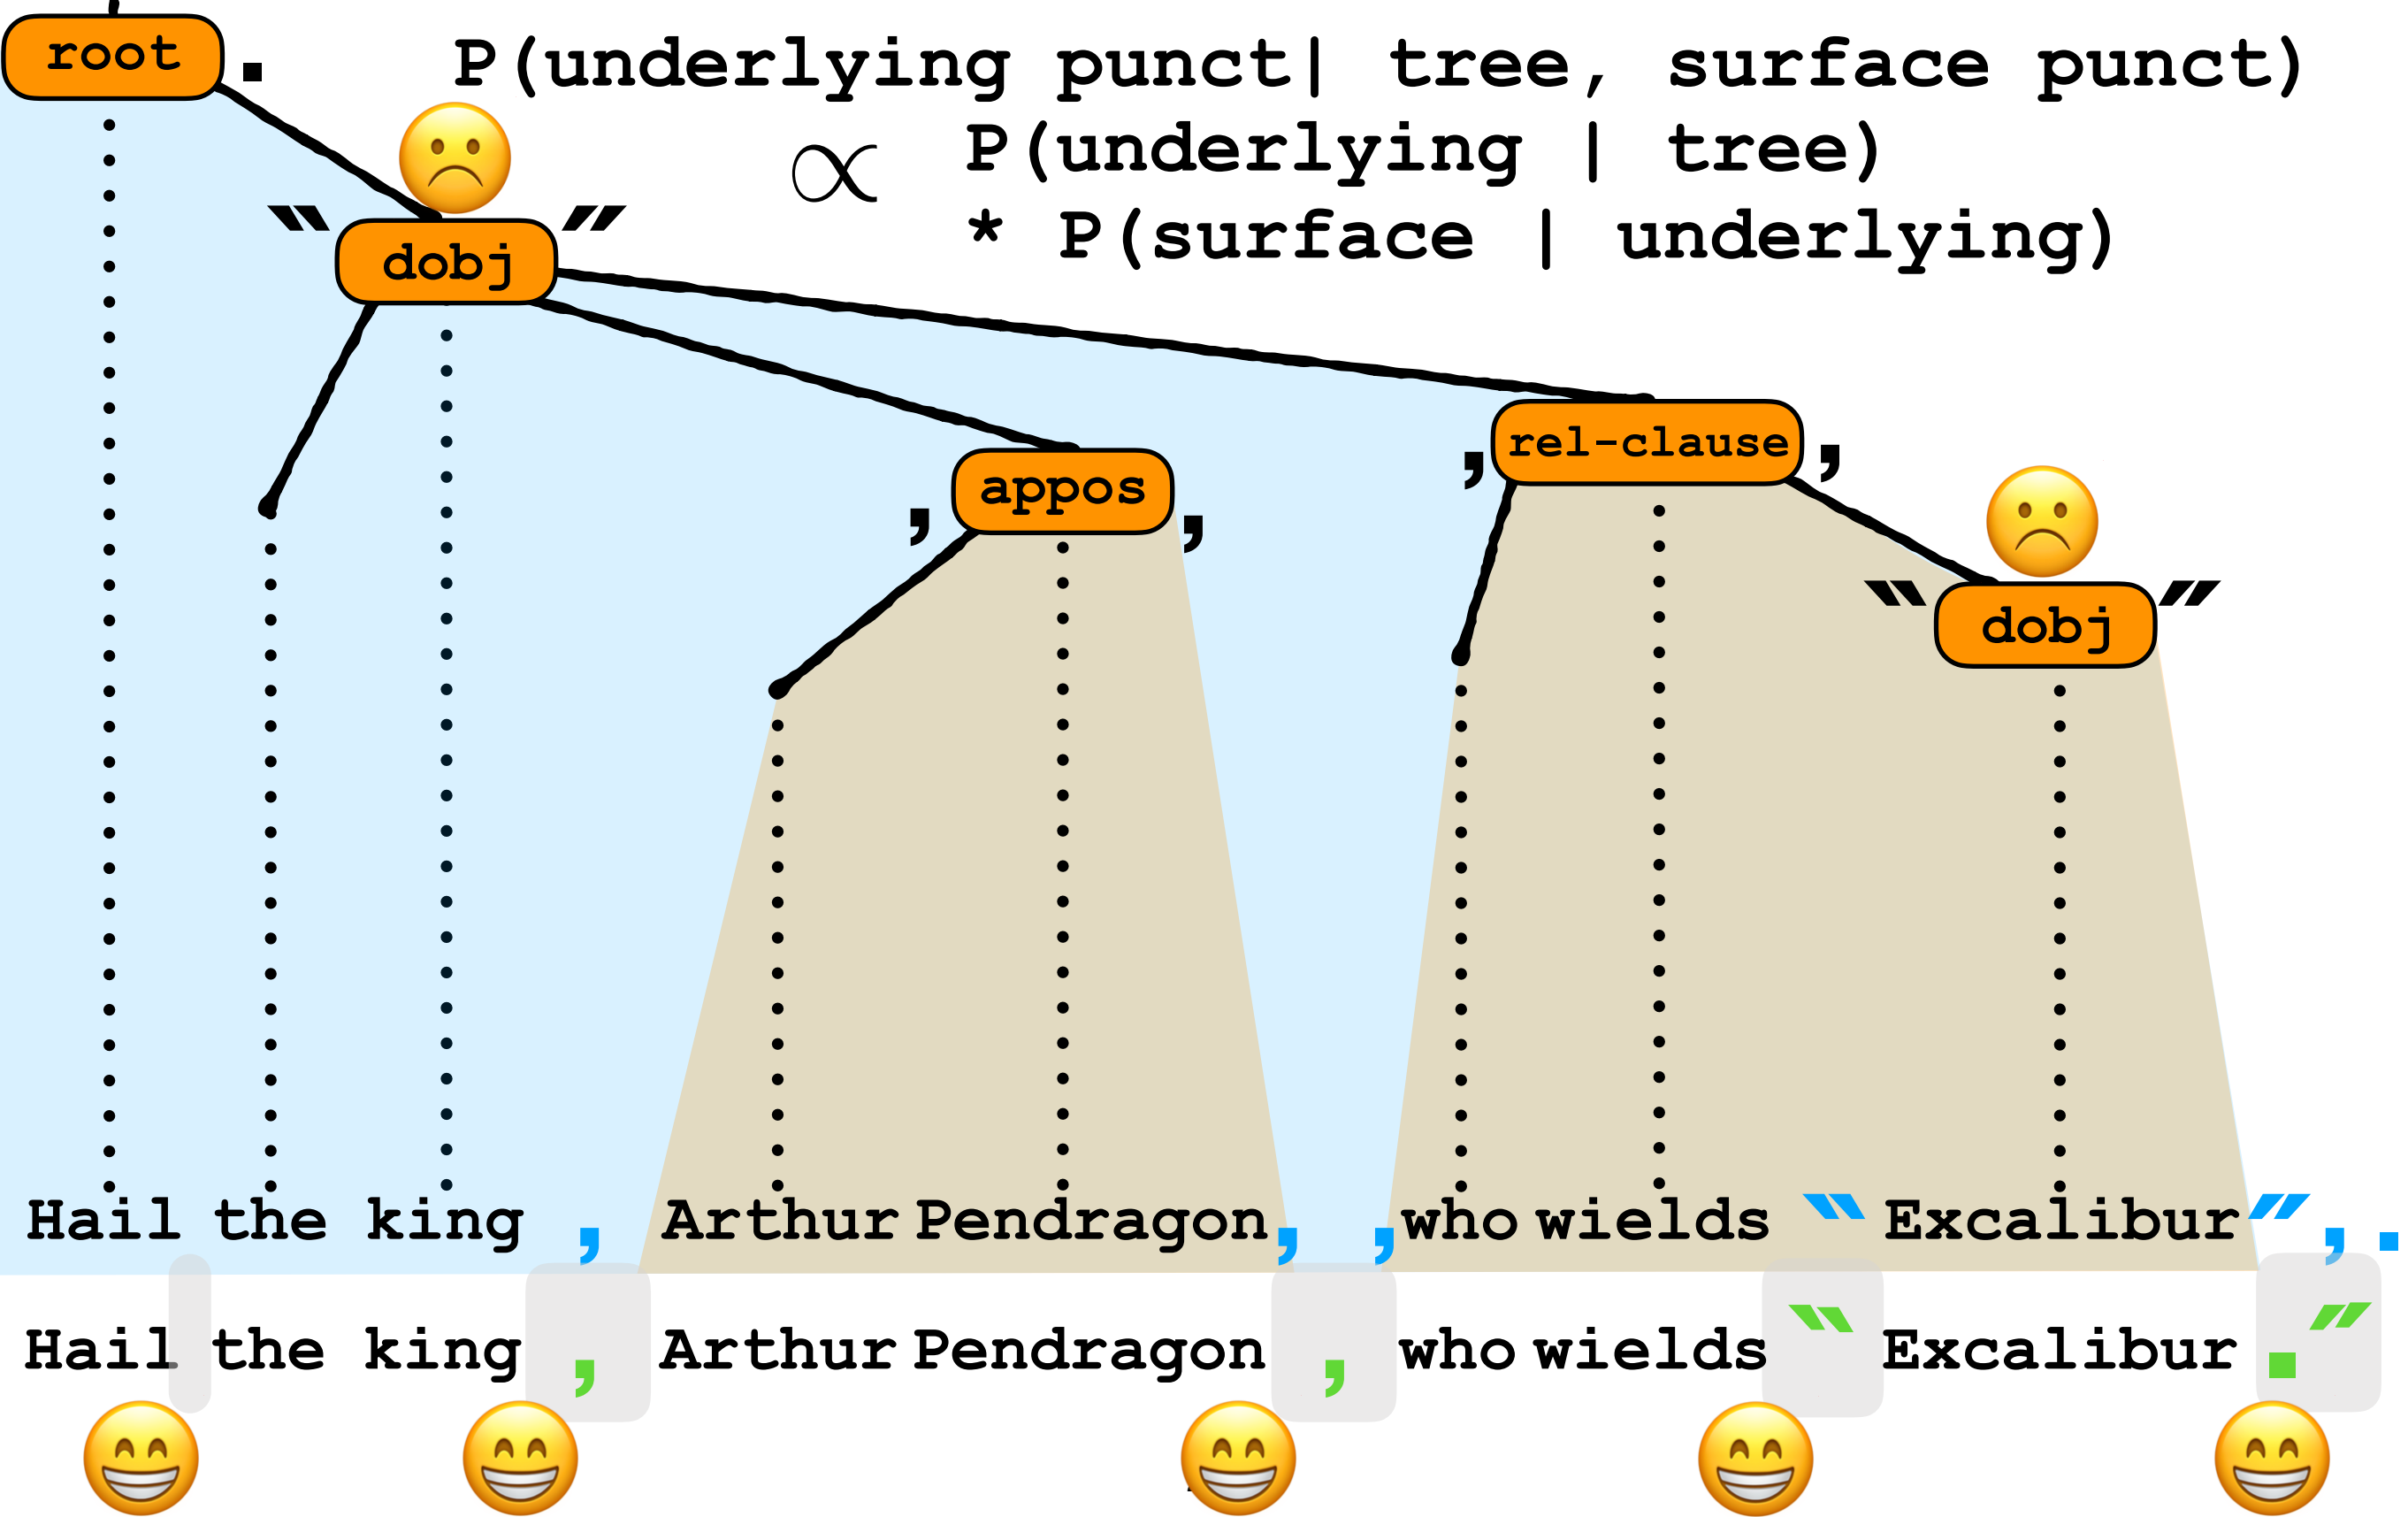 root .
P(underlying punct| tree, surface punct)
∝ P(underlying | tree)
* P(surface | underlying)
“ dobj ”
, appos ,
, rel-clause ,
“ dobj ”
Hail the king , Arthur Pendragon, , who wields “ Excalibur ” , .
Hail the king , Arthur Pendragon , who wields “ Excalibur . ”